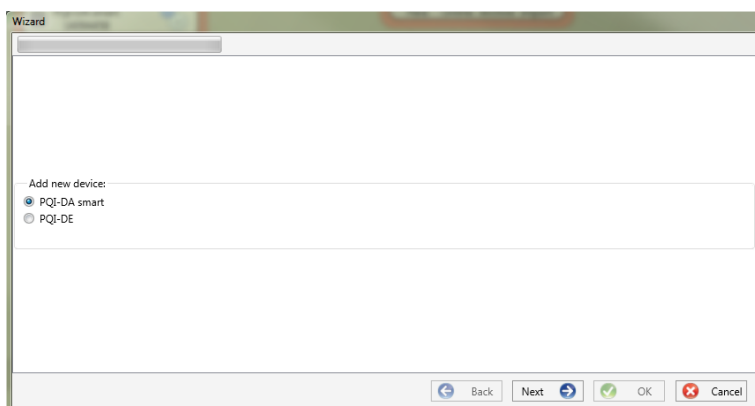 Wizard
Add new device:
PQI-DA smart
PQI-DE
Back
Next
OK
Cancel